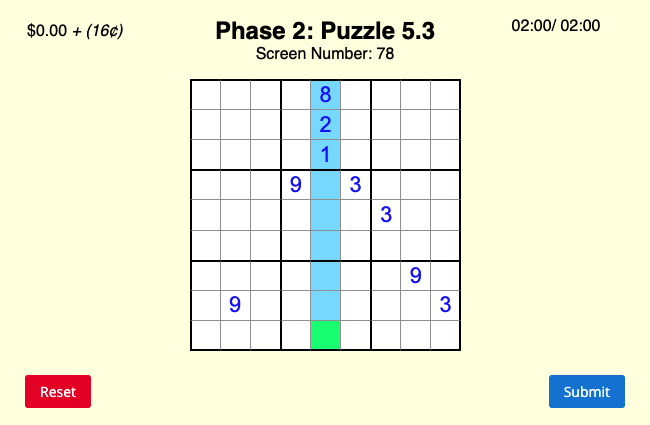 $0.00 + (16¢)
Phase 2: Puzzle 5.3
02:00/ 02:00
Screen Number: 78
8
2
1
9 3
3
9
9 3
Reset
Submit